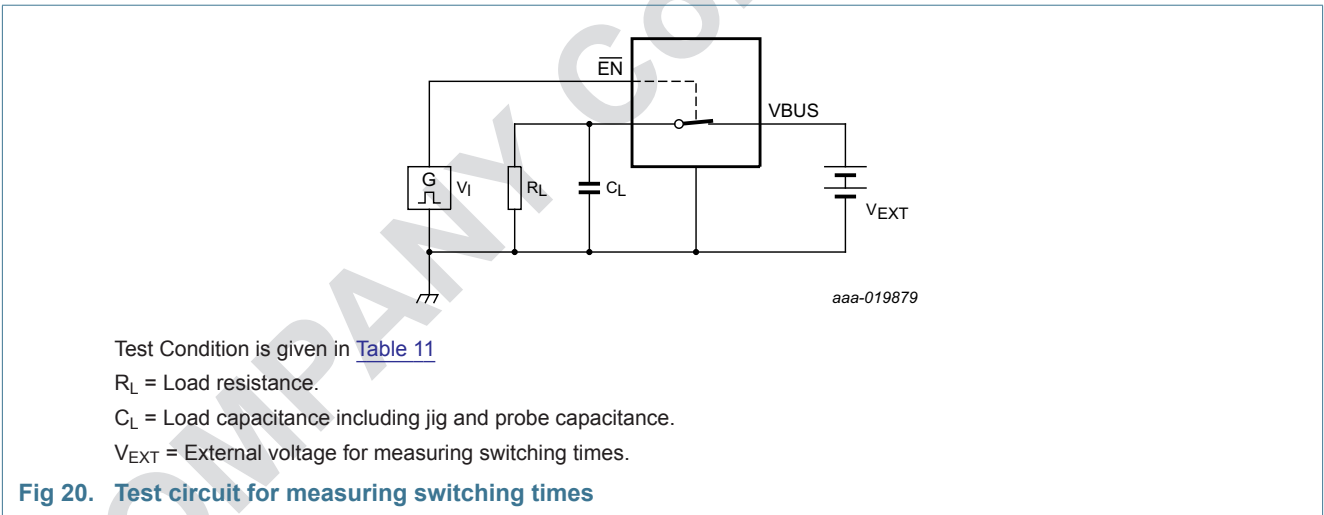 COMPANY CO
EN
VBUS
G
VI
RL
CL
VEXT
aaa-019879
Test Condition is given in Table 11
RL = Load resistance.
CL = Load capacitance including jig and probe capacitance.
VEXT = External voltage for measuring switching times.
Fig 20. Test circuit for measuring switching times